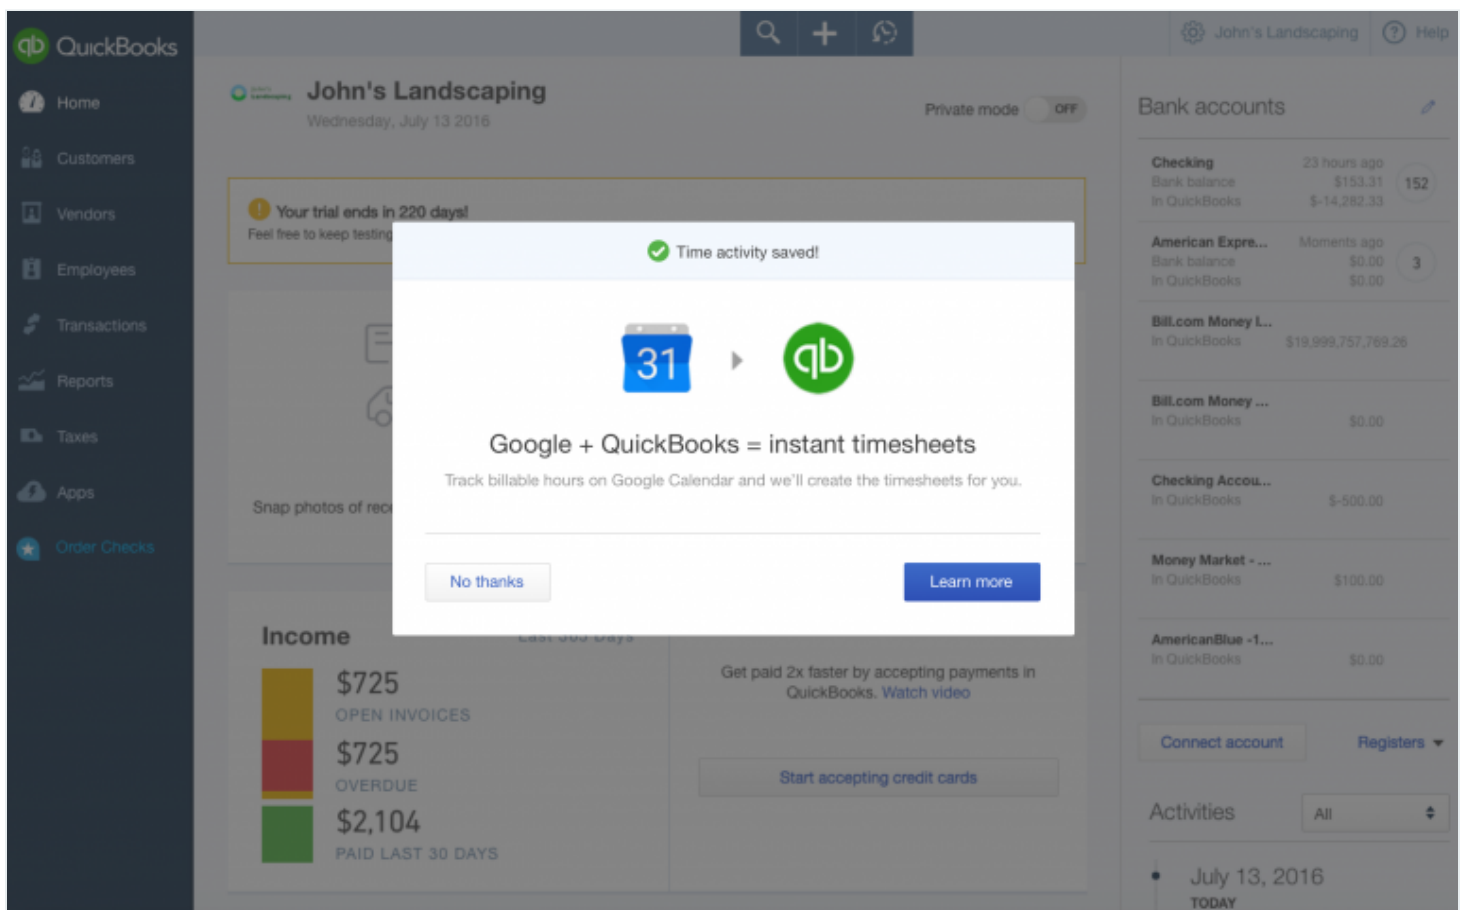 QuickBooks
John's Landscaping
Help
Home
Customers
Vendors
Employees
Transactions
Reports
Taxes
Apps
Order Checks
John's Landscaping
Wednesday, July 13 2016
Private mode
OFF
Your trial ends in 220 days!
Feel free to keep testing
Time activity saved!
31
qb
Google + QuickBooks = instant timesheets
Track billable hours on Google Calendar and we'll create the timesheets for you.
No thanks
Learn more
Snap photos of rece
Income
Last 365 Days
$725
OPEN INVOICES
$725
OVERDUE
$2,104
PAID LAST 30 DAYS
Get paid 2x faster by accepting payments in
QuickBooks. Watch video
Start accepting credit cards
Bank accounts
Checking 23 hours ago
Bank balance $153.31 152
In QuickBooks $-14,282.33
American Expre... Moments ago
Bank balance $0.00 3
In QuickBooks $0.00
Bill.com Money I...
In QuickBooks $19,999,757,769.26
Bill.com Money ...
In QuickBooks $0.00
Checking Accou...
In QuickBooks $-500.00
Money Market - ...
In QuickBooks $100.00
AmericanBlue -1...
In QuickBooks $0.00
Connect account
Registers
Activities
All
July 13, 2016
TODAY